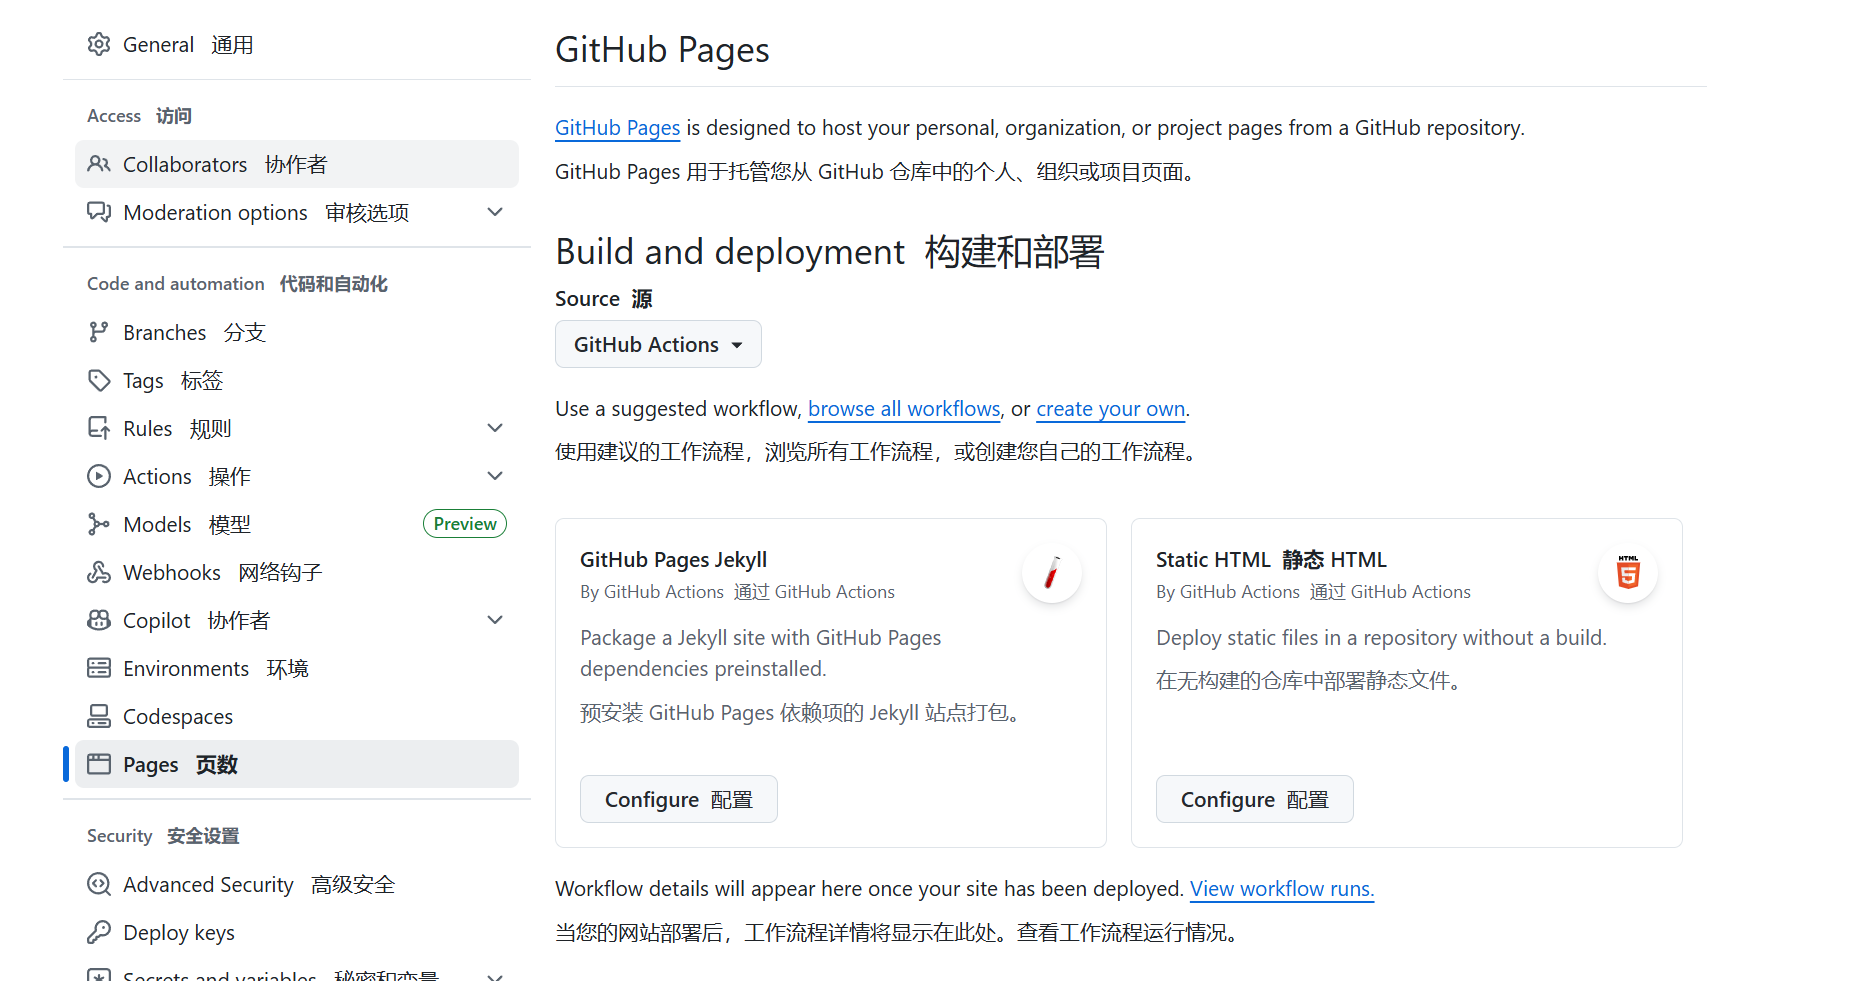 General 通用
Access 访问
Collaborators 协作者
Moderation options 审核选项
Code and automation 代码和自动化
Branches 分支
Tags 标签
Rules 规则
Actions 操作
Models 模型
Preview
Webhooks 网络钩子
Copilot 协作者
Environments 环境
Codespaces
Pages 页数
Security 安全设置
Advanced Security 高级安全
Deploy keys
Secrets and variables 秘密和变量
GitHub Pages
GitHub Pages is designed to host your personal, organization, or project pages from a GitHub repository.
GitHub Pages 用于托管您从 GitHub 仓库中的个人、组织或项目页面。
Build and deployment 构建和部署
Source 源
GitHub Actions
Use a suggested workflow, browse all workflows, or create your own.
使用建议的工作流程，浏览所有工作流程，或创建您自己的工作流程。
GitHub Pages Jekyll
By GitHub Actions 通过 GitHub Actions
Package a Jekyll site with GitHub Pages
dependencies preinstalled.
预安装 GitHub Pages 依赖项的 Jekyll 站点打包。
Configure 配置
Static HTML 静态 HTML
By GitHub Actions 通过 GitHub Actions
HTML
5
Deploy static files in a repository without a build.
在无构建的仓库中部署静态文件。
Configure 配置
Workflow details will appear here once your site has been deployed. View workflow runs.
当您的网站部署后，工作流程详情将显示在此处。查看工作流程运行情况。